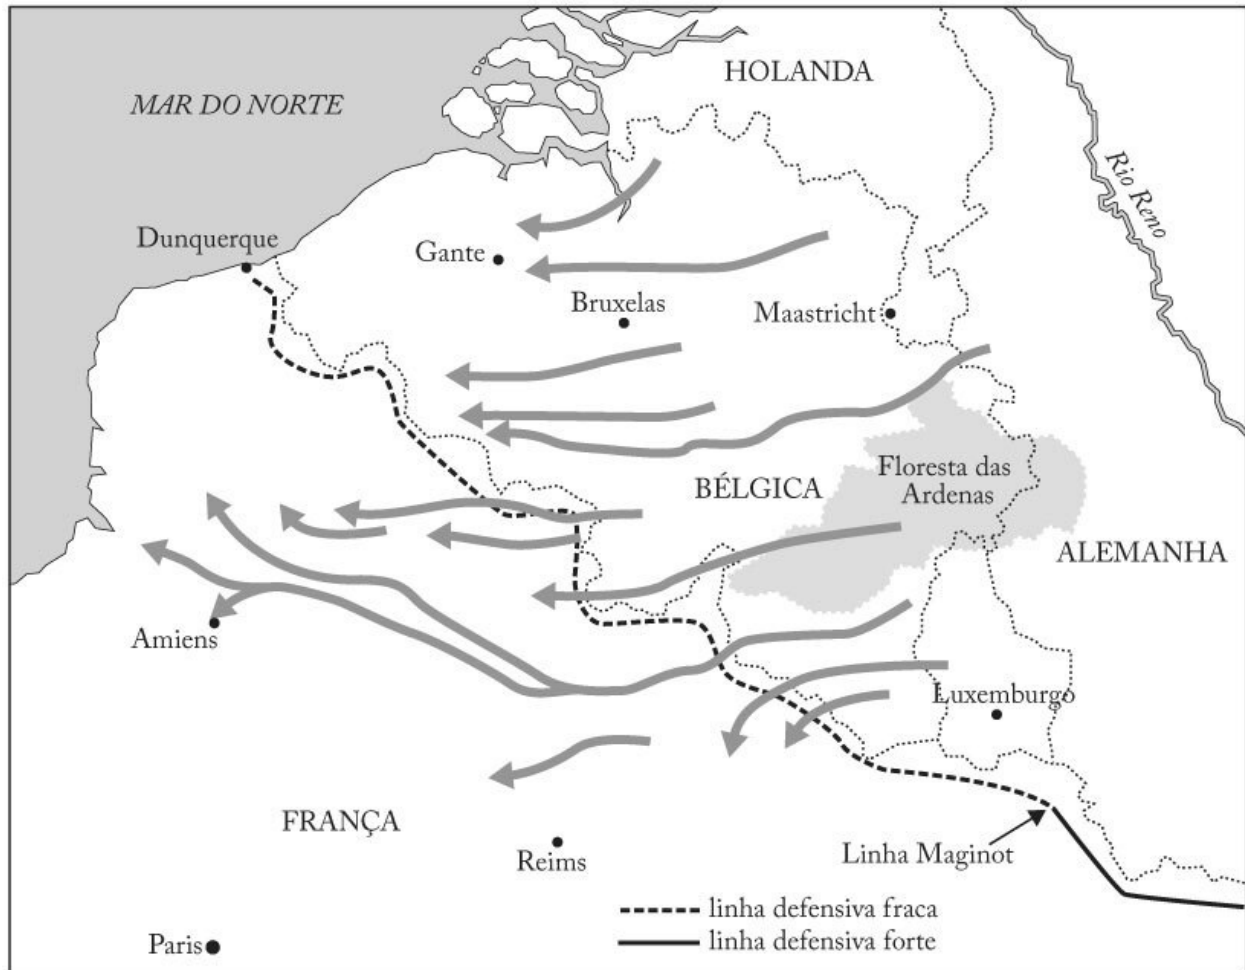 HOLANDA
MAR DO NORTE
Rio Reno
Dunquerque
Gante
Bruxelas
Maastricht
Floresta das
Ardenas
BÉLGICA
ALEMANHA
Amiens
Luxemburgo
FRANÇA
Reims
Linha Maginot
linha defensiva fraca
linha defensiva forte
Paris